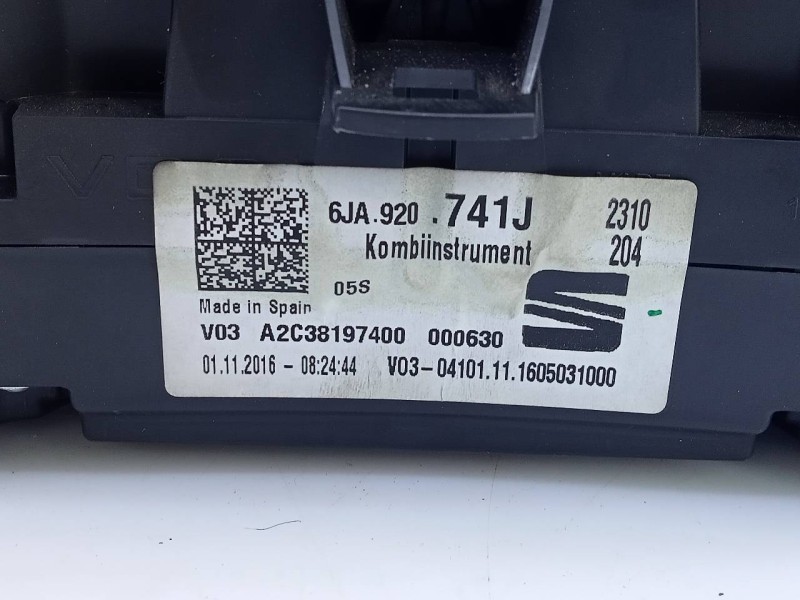 6JA.920 .741J 2310
Kombiinstrument 204
05S
Made in Spain
V03 A2C38197400 000630
01.11.2016 - 08:24:44 V03-04101.11.1605031000